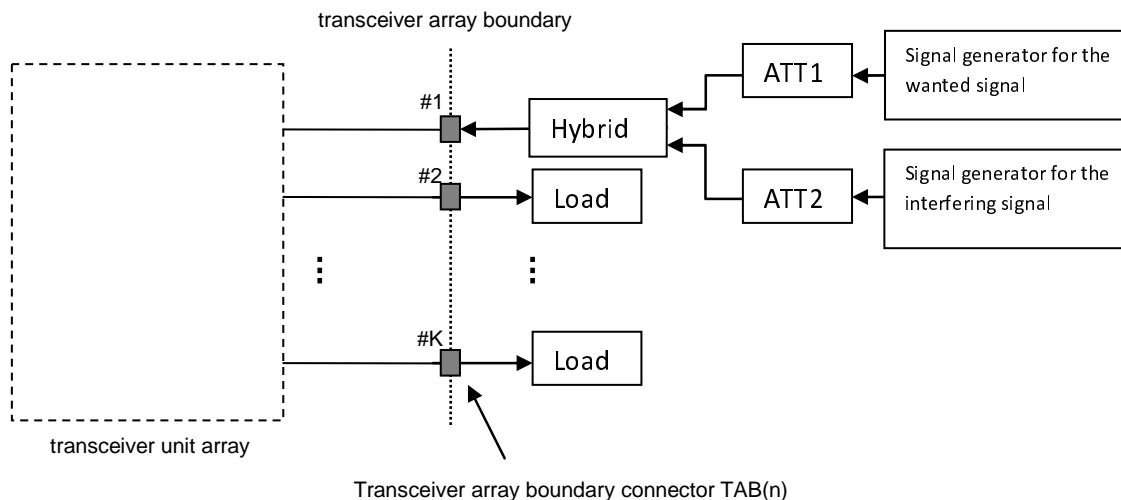 transceiver array boundary
Signal generator for the
wanted signal
ATT1
#1
Hybrid
#2
Load
ATT2
Signal generator for the
interfering signal
#K
Load
transceiver unit array
Transceiver array boundary connector TAB(n)